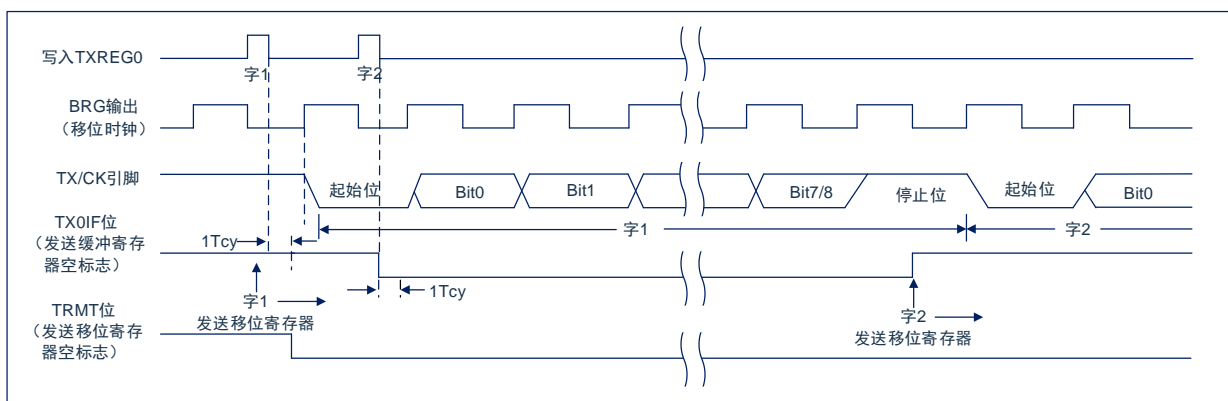 写入TXREG0
字1
字2
BRG输出
（移位时钟）
TX/CK引脚
起始位
Bit0
Bit1
Bit7/8
停止位
起始位
Bit0
TX0IF位
（发送缓冲寄存
器空标志）
1Tcy
字1
字2
1Tcy
字1
发送移位寄存器
字2
发送移位寄存器
TRMT位
（发送移位寄存
器空标志）